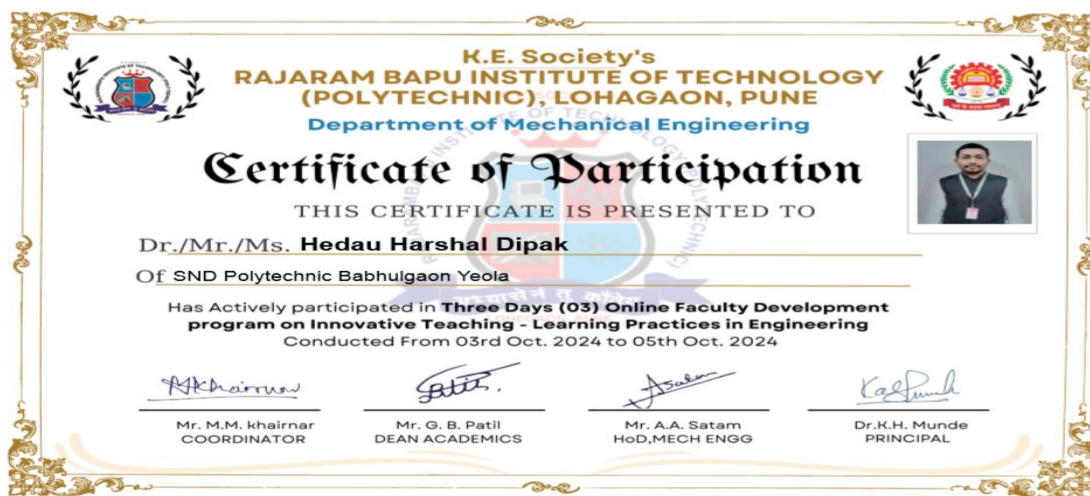 K.E. Society's
RAJARAM BAPU INSTITUTE OF TECHNOLOGY
(POLYTECHNIC), LOHAGAON, PUNE
Department of Mechanical Engineering
Certificate of Participation
THIS CERTIFICATE IS PRESENTED TO
Dr./Mr./Ms. Hedau Harshal Dipak
Of SND Polytechnic Babhulgaon Yeola
Has Actively participated in Three Days (03) Online Faculty Development
program on Innovative Teaching - Learning Practices in Engineering
Conducted From 03rd Oct. 2024 to 05th Oct. 2024
Mr. M.M. khairnar
COORDINATOR
Mr. G. B. Patil
DEAN ACADEMICS
Mr. A.A. Satam
HoD,MECH ENGG
Dr.K.H. Munde
PRINCIPAL